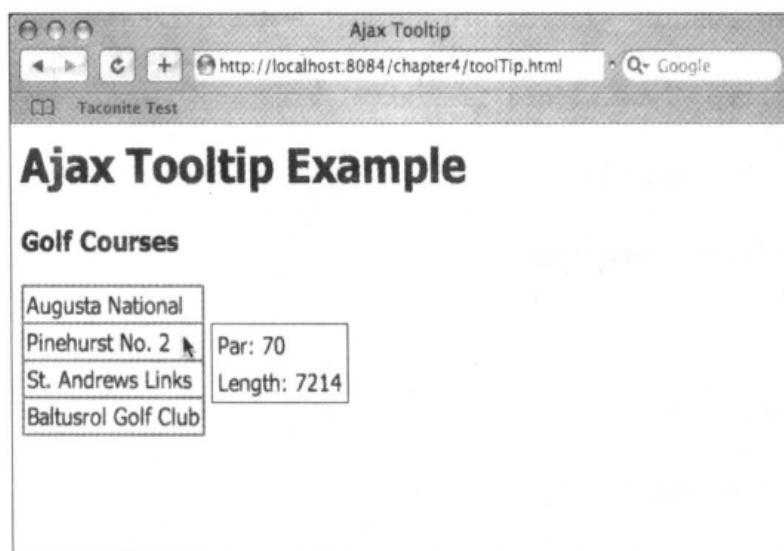 Ajax Tooltip
http://localhost:8084/chapter4/toolTip.html
Google
Taconite Test
Ajax Tooltip Example
Golf Courses
Augusta National
Pinehurst No. 2
Par: 70
St. Andrews Links
Length: 7214
Baltusrol Golf Club